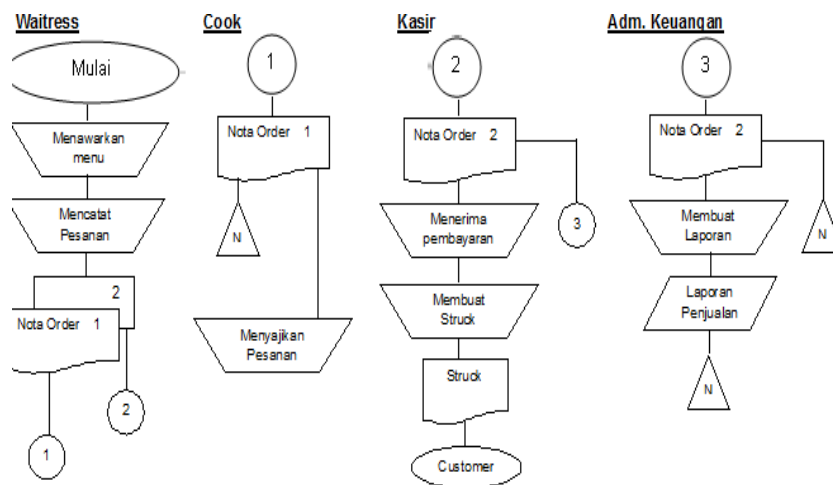 Waitress
Mulai
Menawarkan
menu
Mencatat
Pesanan
2
Nota Order 1
2
1
Cook
1
Nota Order 1
N
Menyajikan
Pesanan
Kasir
2
Nota Order 2
Menerima
pembayaran
3
Membuat
Struck
Struck
Customer
Adm. Keuangan
3
Nota Order 2
Membuat
Laporan
N
Laporan
Penjualan
N